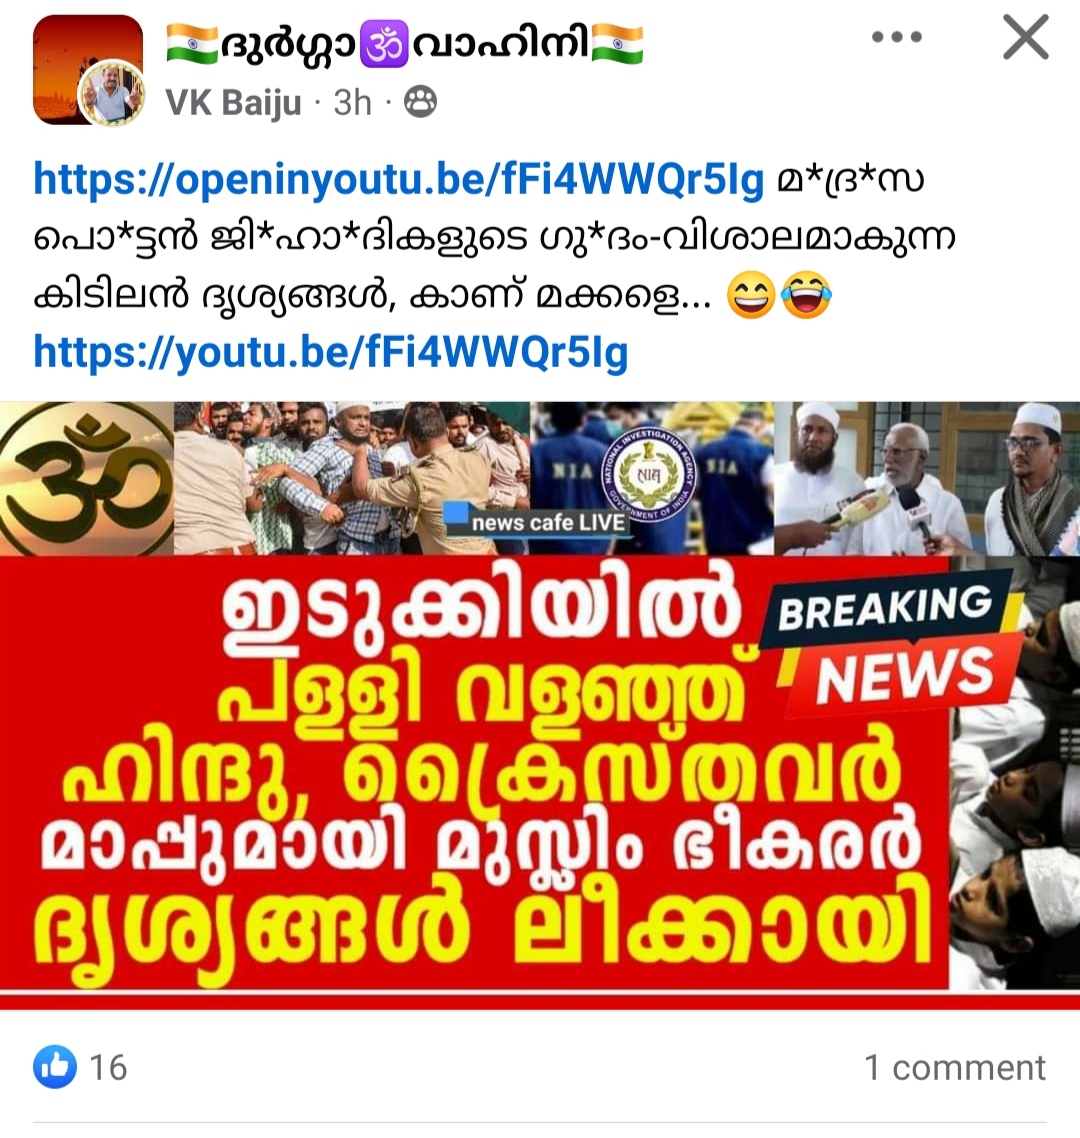 🇮🇳ദുർഗ്ഗാ🕉️വാഹിനി🇮🇳
VK Baiju · 3h ·
https://openinyoutu.be/fFi4WWQr5Ig മ*ദ്ര*സ
പൊ*ട്ടൻ ജി*ഹാ*ദികളുടെ ഗു*ദം-വിശാലമാകുന്ന
കിടിലൻ ദൃശ്യങ്ങൾ, കാണ് മക്കളെ... 😄😂
https://youtu.be/fFi4WWQr5Ig
ॐ
NIA
NATIONAL INVESTIGATION AGENCY
GOVERNMENT OF INDIA
NIA
news cafe LIVE
ഇടുക്കിയിൽ
BREAKING
NEWS
പള്ളി വളഞ്ഞ്
ഹിന്ദു, ക്രൈസ്തവർ
മാപ്പുമായി മുസ്ലിം ഭീകരർ
ദൃശ്യങ്ങൾ ലീക്കായി
16
1 comment